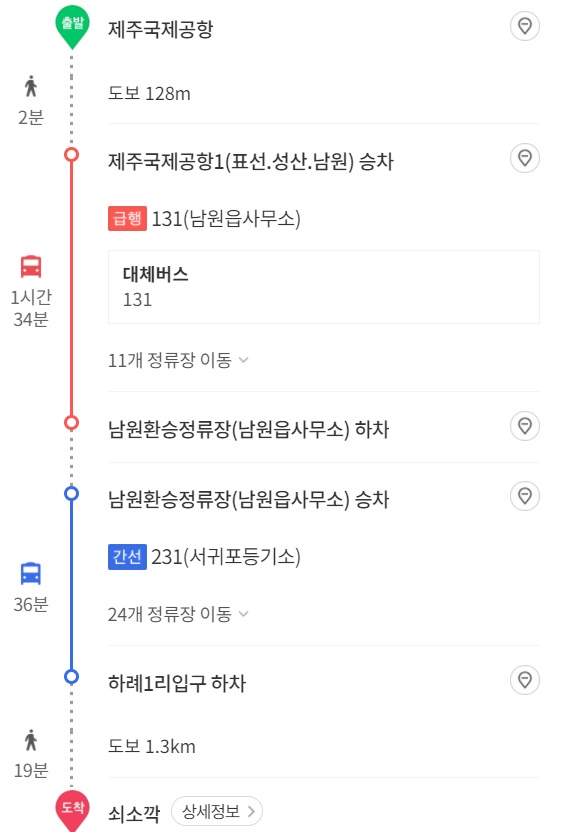 출발
제주국제공항
2분
도보 128m
제주국제공항1(표선.성산.남원) 승차
급행 131(남원읍사무소)
대체버스
131
1시간
34분
11개 정류장 이동
남원환승정류장(남원읍사무소) 하차
남원환승정류장(남원읍사무소) 승차
간선 231(서귀포등기소)
36분
24개 정류장 이동
하례1리입구 하차
도보 1.3km
19분
도착
쇠소깍 상세정보